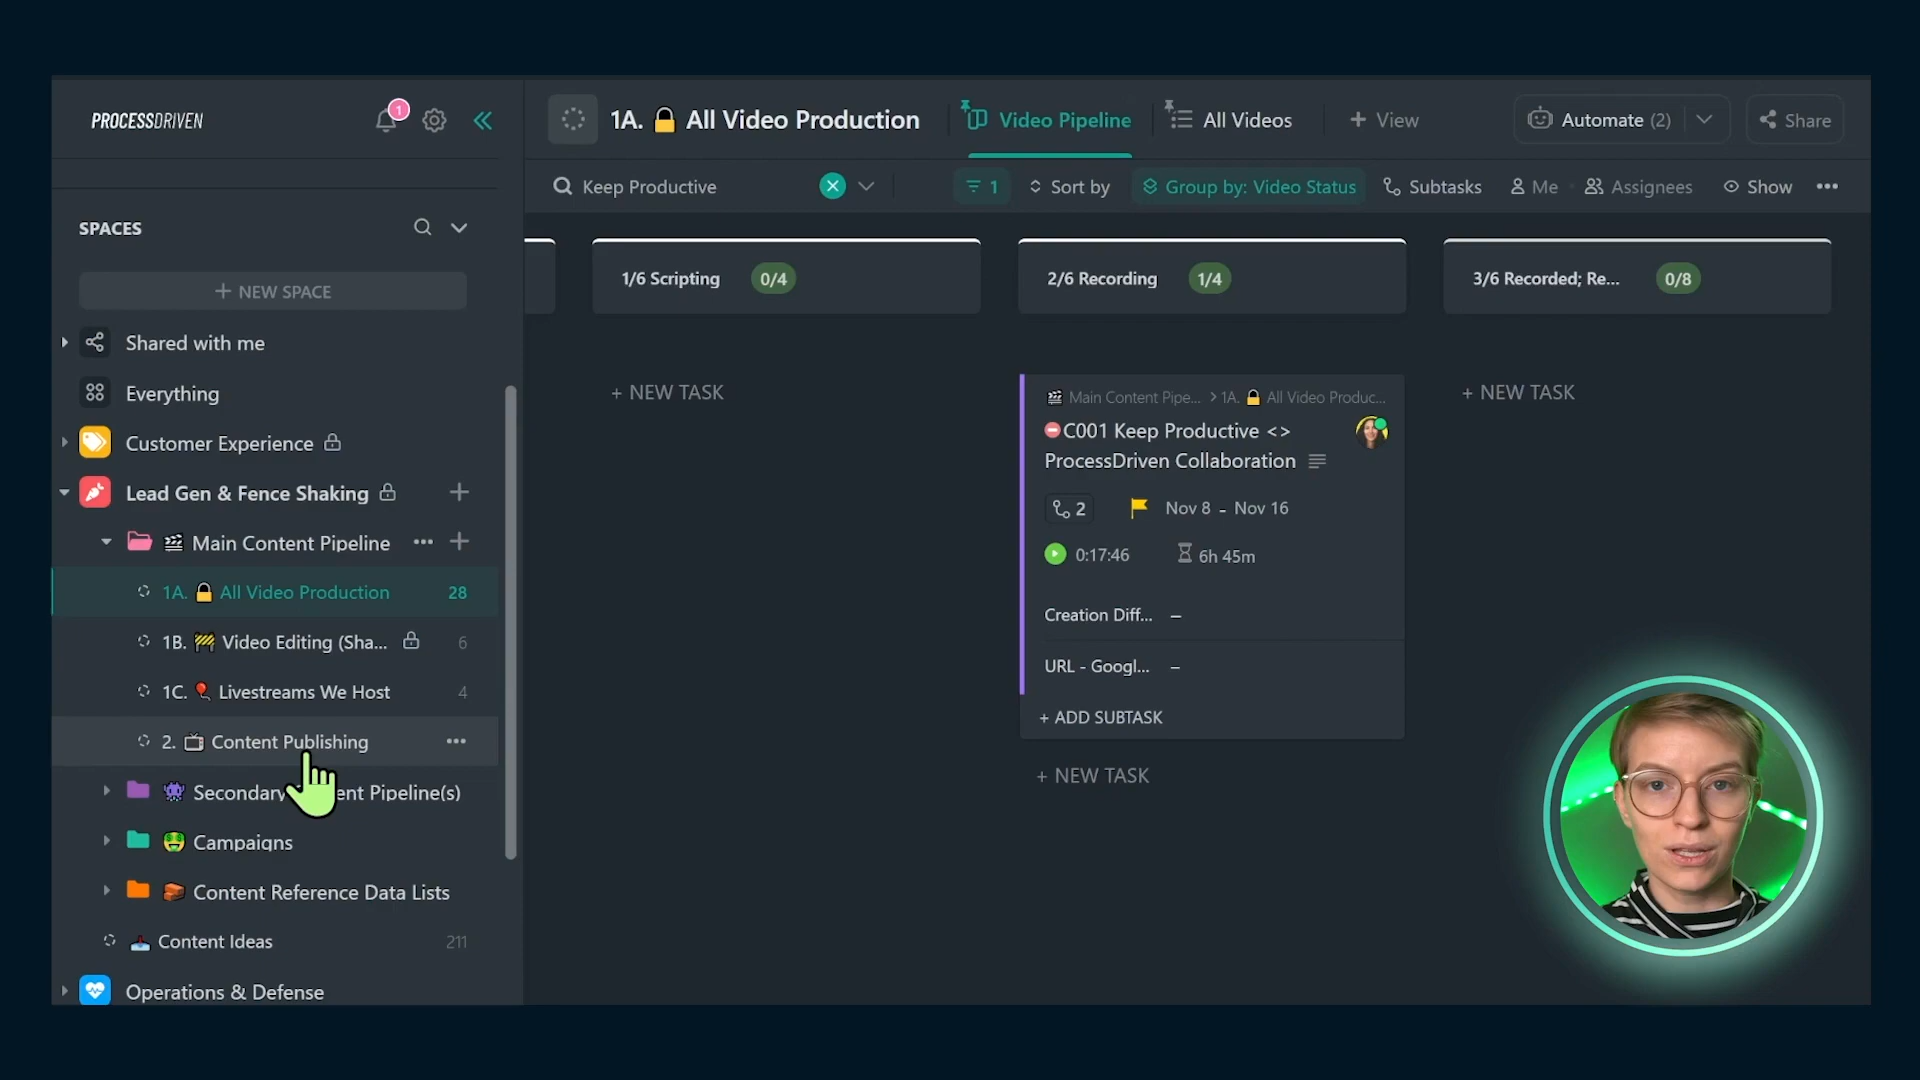 PROCESSDRIVEN
1
SPACES
+ NEW SPACE
Shared with me
Everything
Customer Experience
Lead Gen & Fence Shaking
Main Content Pipeline
1A. All Video Production 28
1B. Video Editing (Sha... 6
1C. Livestreams We Host 4
2. Content Publishing
Secondary ent Pipeline(s)
Campaigns
Content Reference Data Lists
Content Ideas 211
Operations & Defense
1A. All Video Production
Video Pipeline
All Videos
+ View
Automate (2)
Share
Keep Productive
1
Sort by
Group by: Video Status
Subtasks
Me
Assignees
Show
1/6 Scripting 0/4
+ NEW TASK
2/6 Recording 1/4
Main Content Pipe... > 1A. All Video Produc...
C001 Keep Productive <>
ProcessDriven Collaboration
2 Nov 8 - Nov 16
0:17:46 6h 45m
Creation Diff... –
URL - Googl... –
+ ADD SUBTASK
+ NEW TASK
3/6 Recorded; Re... 0/8
+ NEW TASK